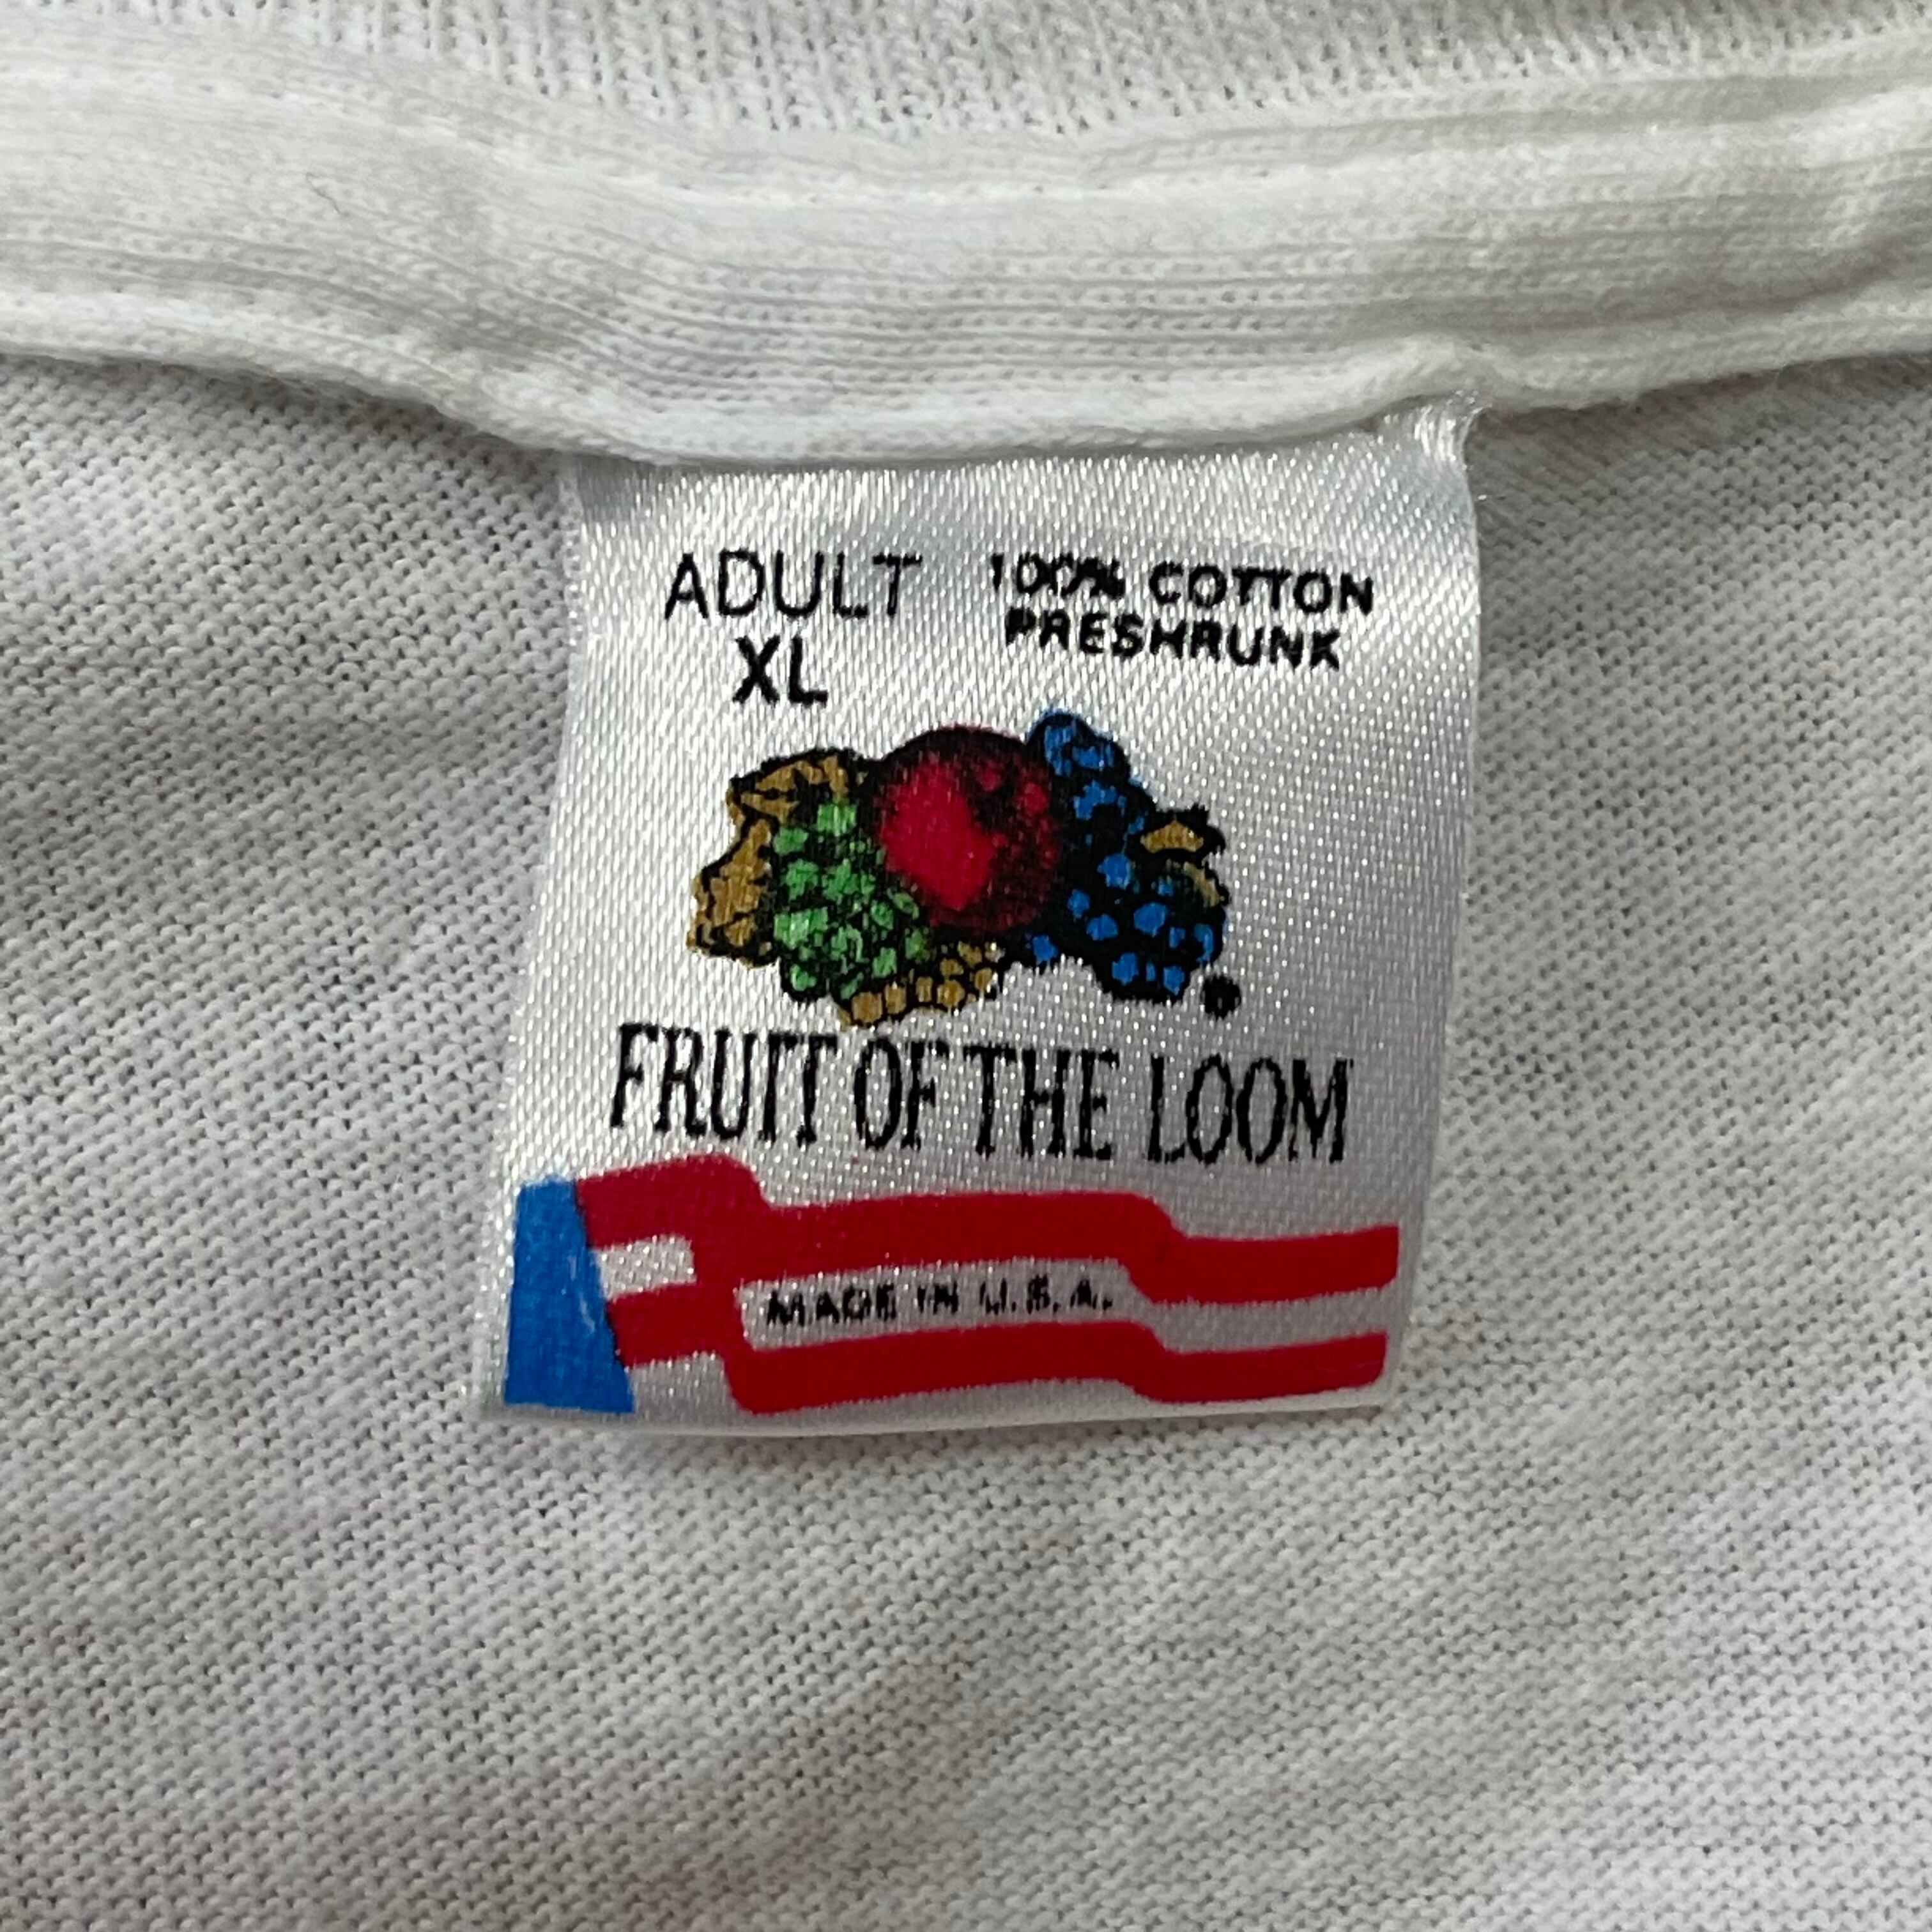 ADULT
XL
100% COTTON
PRESHRUNK
FRUIT OF THE LOOM
MADE IN U.S.A.